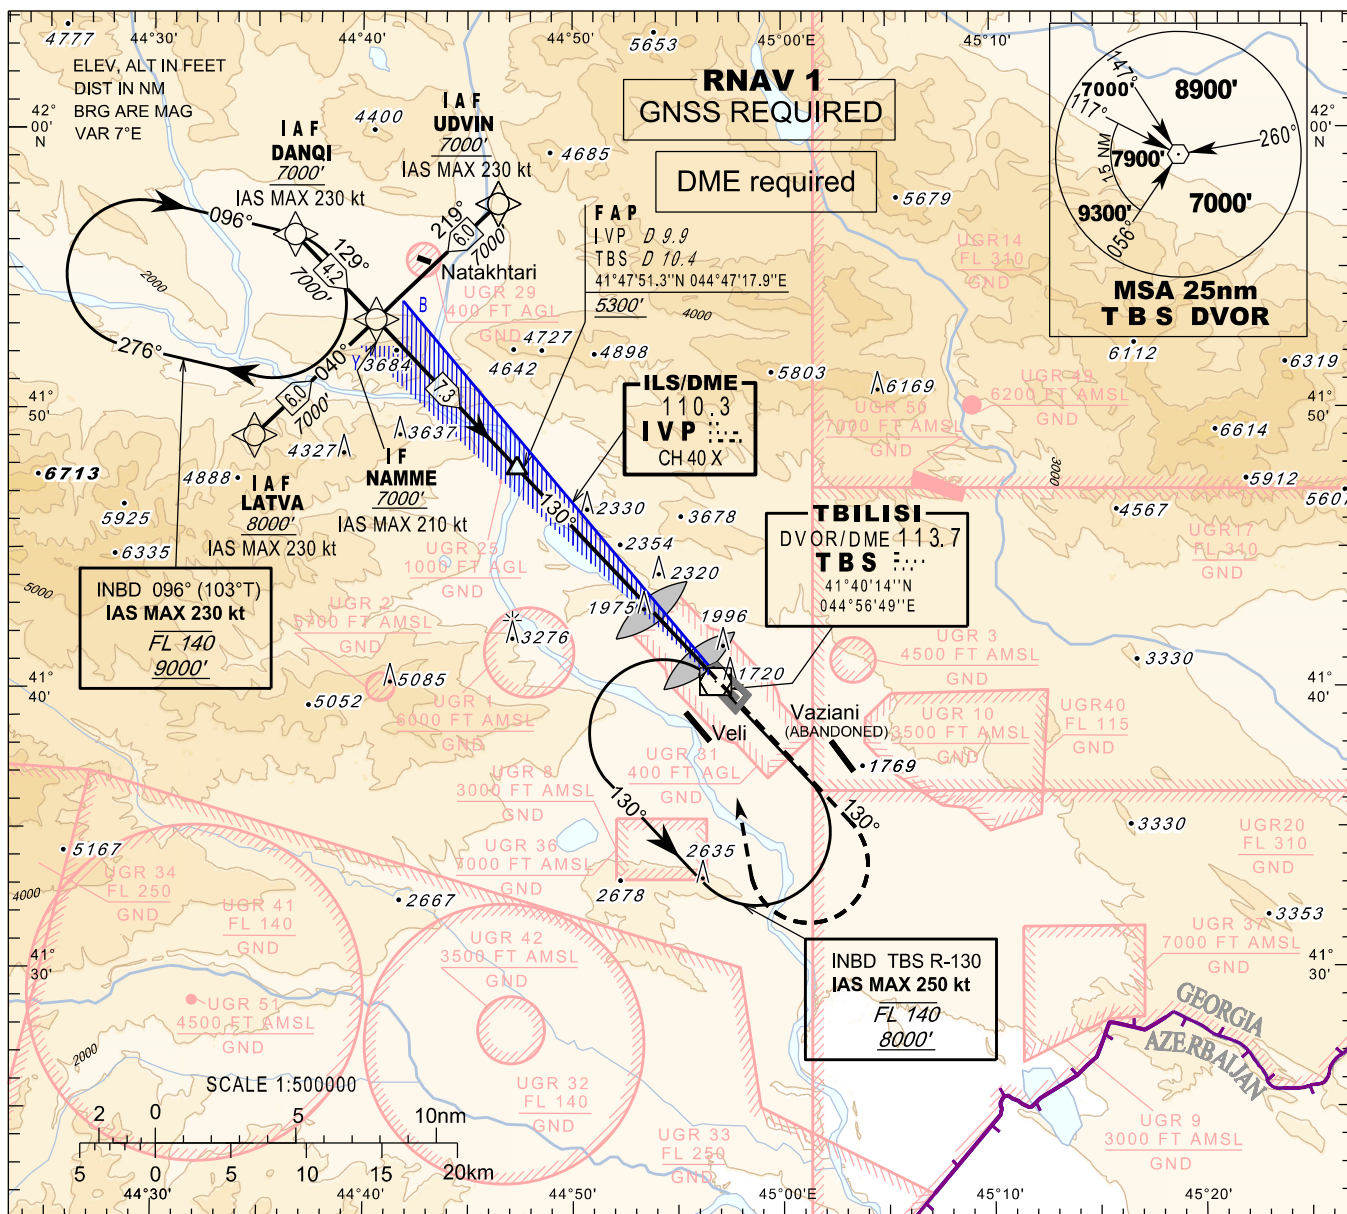 44°30'
44°40'
44°50'
45°00'E
45°10'
4777
5653
ELEV, ALT IN FEET
DIST IN NM
BRG ARE MAG
VAR 7°E
42°
00'
N
RNAV 1
GNSS REQUIRED
DME required
147°
7000'
117°
8900'
260°
7900'
15 NM
9300'
056°
7000'
MSA 25nm
TBS DVOR
42°
00'
N
IAF
UDVIN
7000'
IAS MAX 230 kt
IAF
DANQI
7000'
IAS MAX 230 kt
4400
4685
5679
096°
129°
4.2
7000'
219°
6.0
7000'
2000
Natakhtari
UGR 29
400 FT AGL
GND
B
FAP
IVP D 9.9
TBS D 10.4
41°47'51.3"N 044°47'17.9"E
5300'
4000
UGR14
FL 310
GND
276°
040°
6.0
7000'
3684
Y
4642
4727
4898
5803
6169
6112
6319
7.3
ILS/DME
110.3
IVP
CH 40 X
UGR 49
6200 FT AMSL
GND
UGR 50
7000 FT AMSL
GND
41°
50'
41°
50'
6614
3637
4327
4888
6713
5925
6335
5000
IAF
LATVA
8000'
IAS MAX 230 kt
IF
NAMME
7000'
IAS MAX 210 kt
5912
5607
4567
3000
130°
2330
3678
2354
2320
TBILISI
DVOR/DME 113.7
TBS
41°40'14"N
044°56'49"E
UGR17
FL 310
GND
UGR 25
1000 FT AGL
GND
INBD 096° (103°T)
IAS MAX 230 kt
FL 140
9000'
UGR 2
5700 FT AMSL
GND
3276
1975
1996
1720
UGR 3
4500 FT AMSL
GND
3330
41°
40'
5085
5052
41°
40'
UGR 1
6000 FT AMSL
GND
Veli
Vaziani
(ABANDONED)
UGR 10
3500 FT AMSL
GND
UGR40
FL 115
GND
1769
UGR 31
400 FT AGL
GND
UGR 8
3000 FT AMSL
GND
130°
130°
UGR 36
7000 FT AMSL
GND
2635
2678
3330
UGR20
FL 310
GND
5167
4000
UGR 34
FL 250
GND
2667
UGR 41
FL 140
GND
3353
UGR 42
3500 FT AMSL
GND
UGR 37
7000 FT AMSL
GND
41°
30'
41°
30'
INBD TBS R-130
IAS MAX 250 kt
FL 140
8000'
UGR 51
4500 FT AMSL
GND
2000
GEORGIA
AZERBAIJAN
SCALE 1:500000
UGR 32
FL 140
GND
2 0 5 10nm
5 0 5 10 15 20km
UGR 33
FL 250
GND
UGR 9
3000 FT AMSL
GND
44°30'
44°40'
44°50'
45°00'
45°10'
45°20'